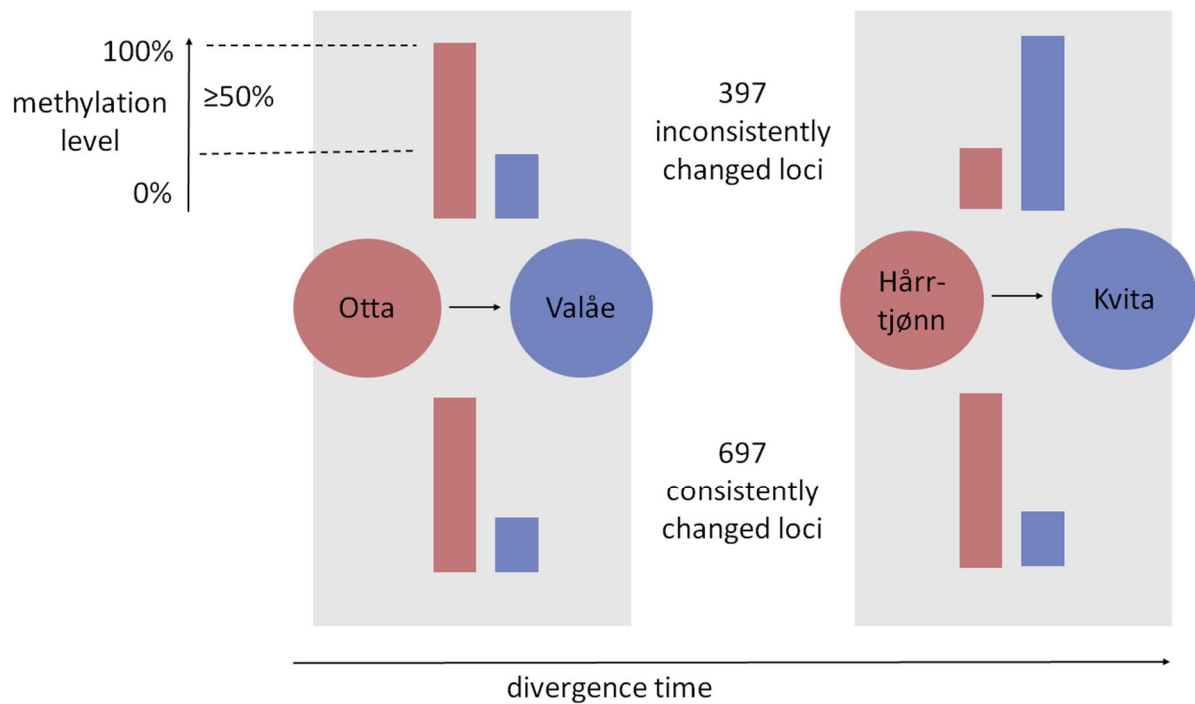 100%
methylation
level
≥50%
0%
397
inconsistently
changed loci
Otta
Valåe
Hårr-
tjønn
Kvita
697
consistently
changed loci
divergence time